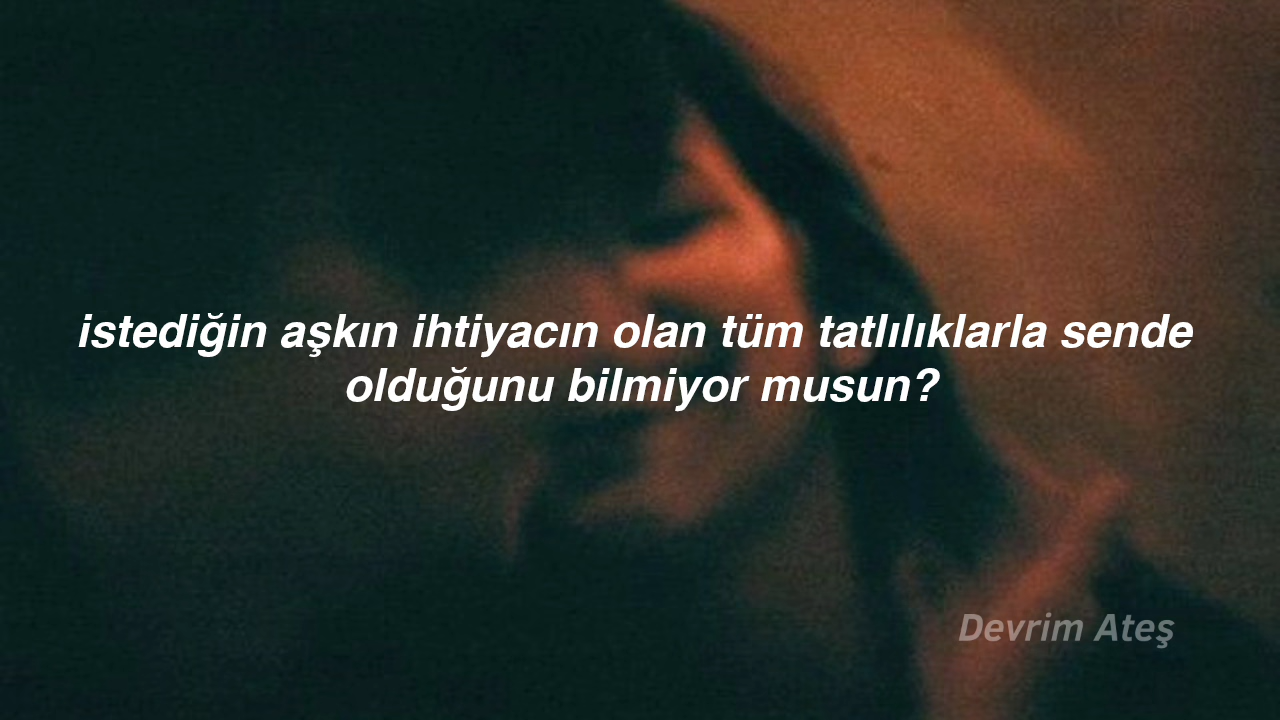 istediğin aşkın ihtiyacın olan tüm tatlılıklarla sende
olduğunu bilmiyor musun?
Devrim Ateş